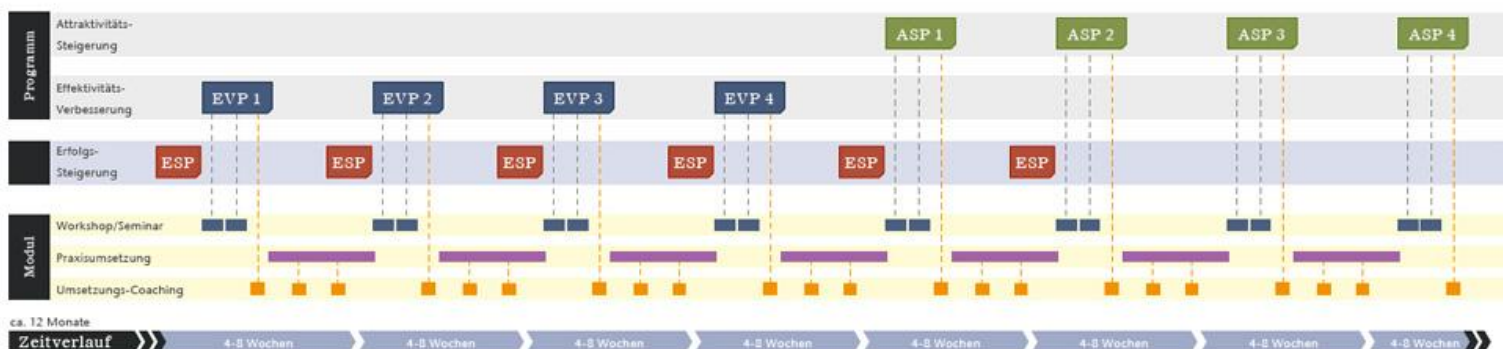 Programm
Attraktivitäts-
Steigerung
ASP 1
ASP 2
ASP 3
ASP 4
Effektivitäts-
Verbesserung
EVP 1
EVP 2
EVP 3
EVP 4
Erfolgs-
Steigerung
ESP
ESP
ESP
ESP
ESP
ESP
Modul
Workshop/Seminar
Praxisumsetzung
Umsetzungs-Coaching
ca. 12 Monate
Zeitverlauf
4-8 Wochen
4-8 Wochen
4-8 Wochen
4-8 Wochen
4-8 Wochen
4-8 Wochen
4-8 Wochen
4-8 Wochen